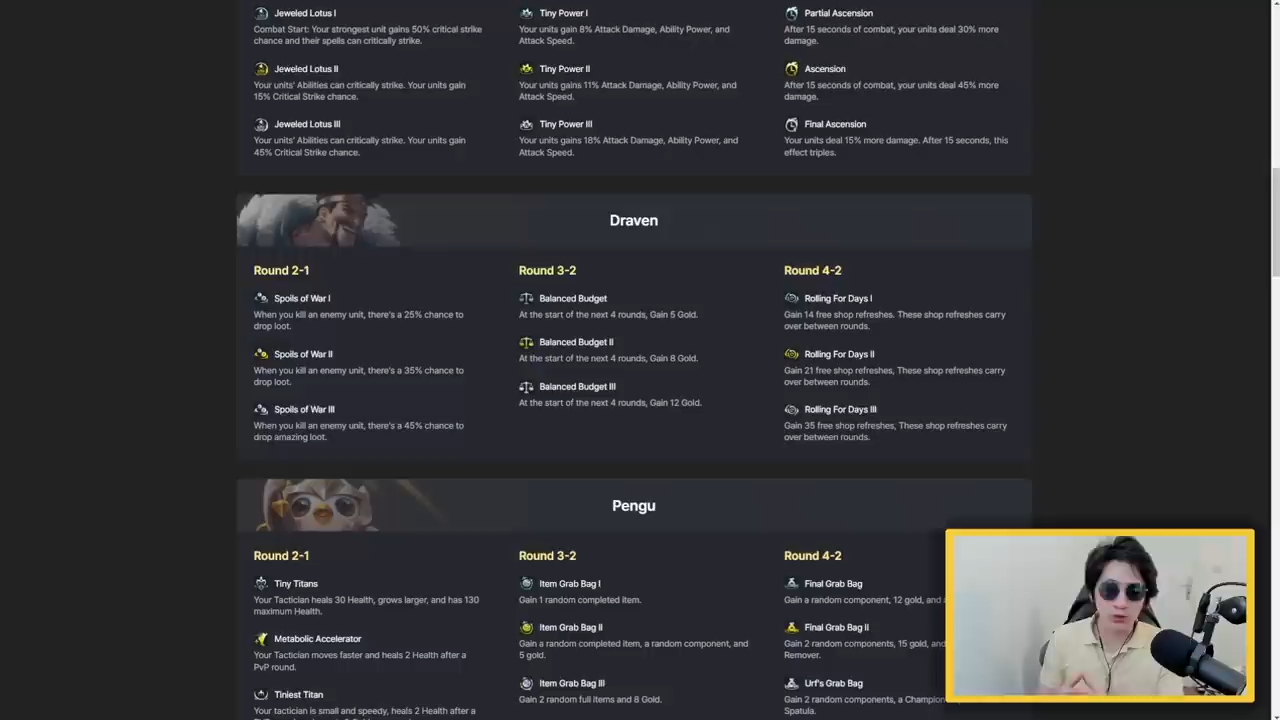 Jeweled Lotus I
Combat Start: Your strongest unit gains 50% critical strike
chance and their spells can critically strike.
Jeweled Lotus II
Your units' Abilities can critically strike. Your units gain
15% Critical Strike chance.
Jeweled Lotus III
Your units' Abilities can critically strike. Your units gain
45% Critical Strike chance.
Tiny Power I
Your units gain 8% Attack Damage, Ability Power, and
Attack Speed.
Tiny Power II
Your units gains 11% Attack Damage, Ability Power, and
Attack Speed.
Tiny Power III
Your units gains 18% Attack Damage, Ability Power, and
Attack Speed.
Partial Ascension
After 15 seconds of combat, your units deal 30% more
damage.
Ascension
After 15 seconds of combat, your units deal 45% more
damage.
Final Ascension
Your units deal 15% more damage. After 15 seconds, this
effect triples.
Draven
Round 2-1
Spoils of War I
When you kill an enemy unit, there's a 25% chance to
drop loot.
Spoils of War II
When you kill an enemy unit, there's a 35% chance to
drop loot.
Spoils of War III
When you kill an enemy unit, there's a 45% chance to
drop amazing loot.
Round 3-2
Balanced Budget
At the start of the next 4 rounds, Gain 5 Gold.
Balanced Budget II
At the start of the next 4 rounds, Gain 8 Gold.
Balanced Budget III
At the start of the next 4 rounds, Gain 12 Gold.
Round 4-2
Rolling For Days I
Gain 14 free shop refreshes. These shop refreshes carry
over between rounds.
Rolling For Days II
Gain 21 free shop refreshes, These shop refreshes carry
over between rounds.
Rolling For Days III
Gain 35 free shop refreshes, These shop refreshes carry
over between rounds.
Pengu
Round 2-1
Tiny Titans
Your Tactician heals 30 Health, grows larger, and has 130
maximum Health.
Metabolic Accelerator
Your Tactician moves faster and heals 2 Health after a
PvP round.
Tiniest Titan
Your tactician is small and speedy, heals 2 Health after a
Round 3-2
Item Grab Bag I
Gain 1 random completed item.
Item Grab Bag II
Gain a random completed item, a random component, and
5 gold.
Item Grab Bag III
Gain 2 random full items and 8 Gold.
Round 4-2
Final Grab Bag
Gain a random component, 12 gold, and
Final Grab Bag II
Gain 2 random components, 15 gold, and
Remover.
Urf's Grab Bag
Gain 2 random components, a Champion
Spatula.